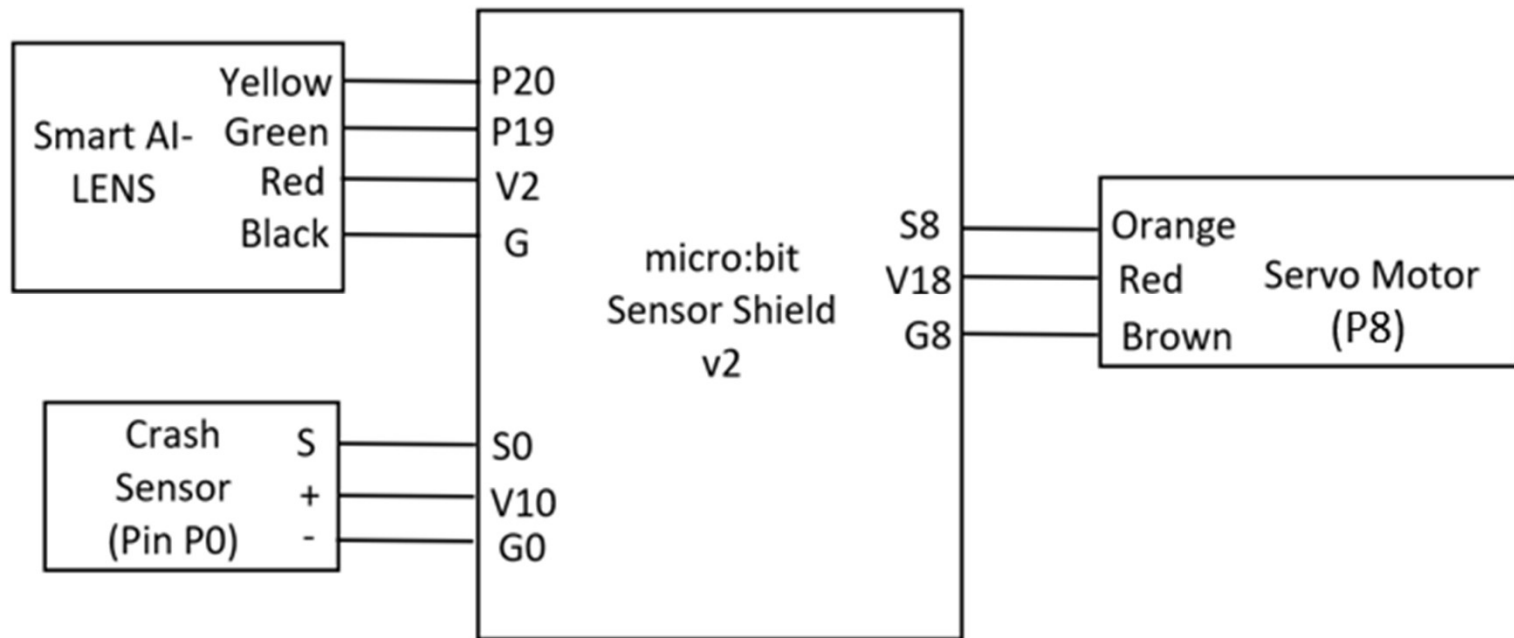 Smart AI-
LENS
Yellow
Green
Red
Black
P20
P19
V2
G
Crash
Sensor
(Pin P0)
S
+
-
S0
V10
G0
micro:bit
Sensor Shield
v2
S8
V18
G8
Orange
Red
Brown
Servo Motor
(P8)